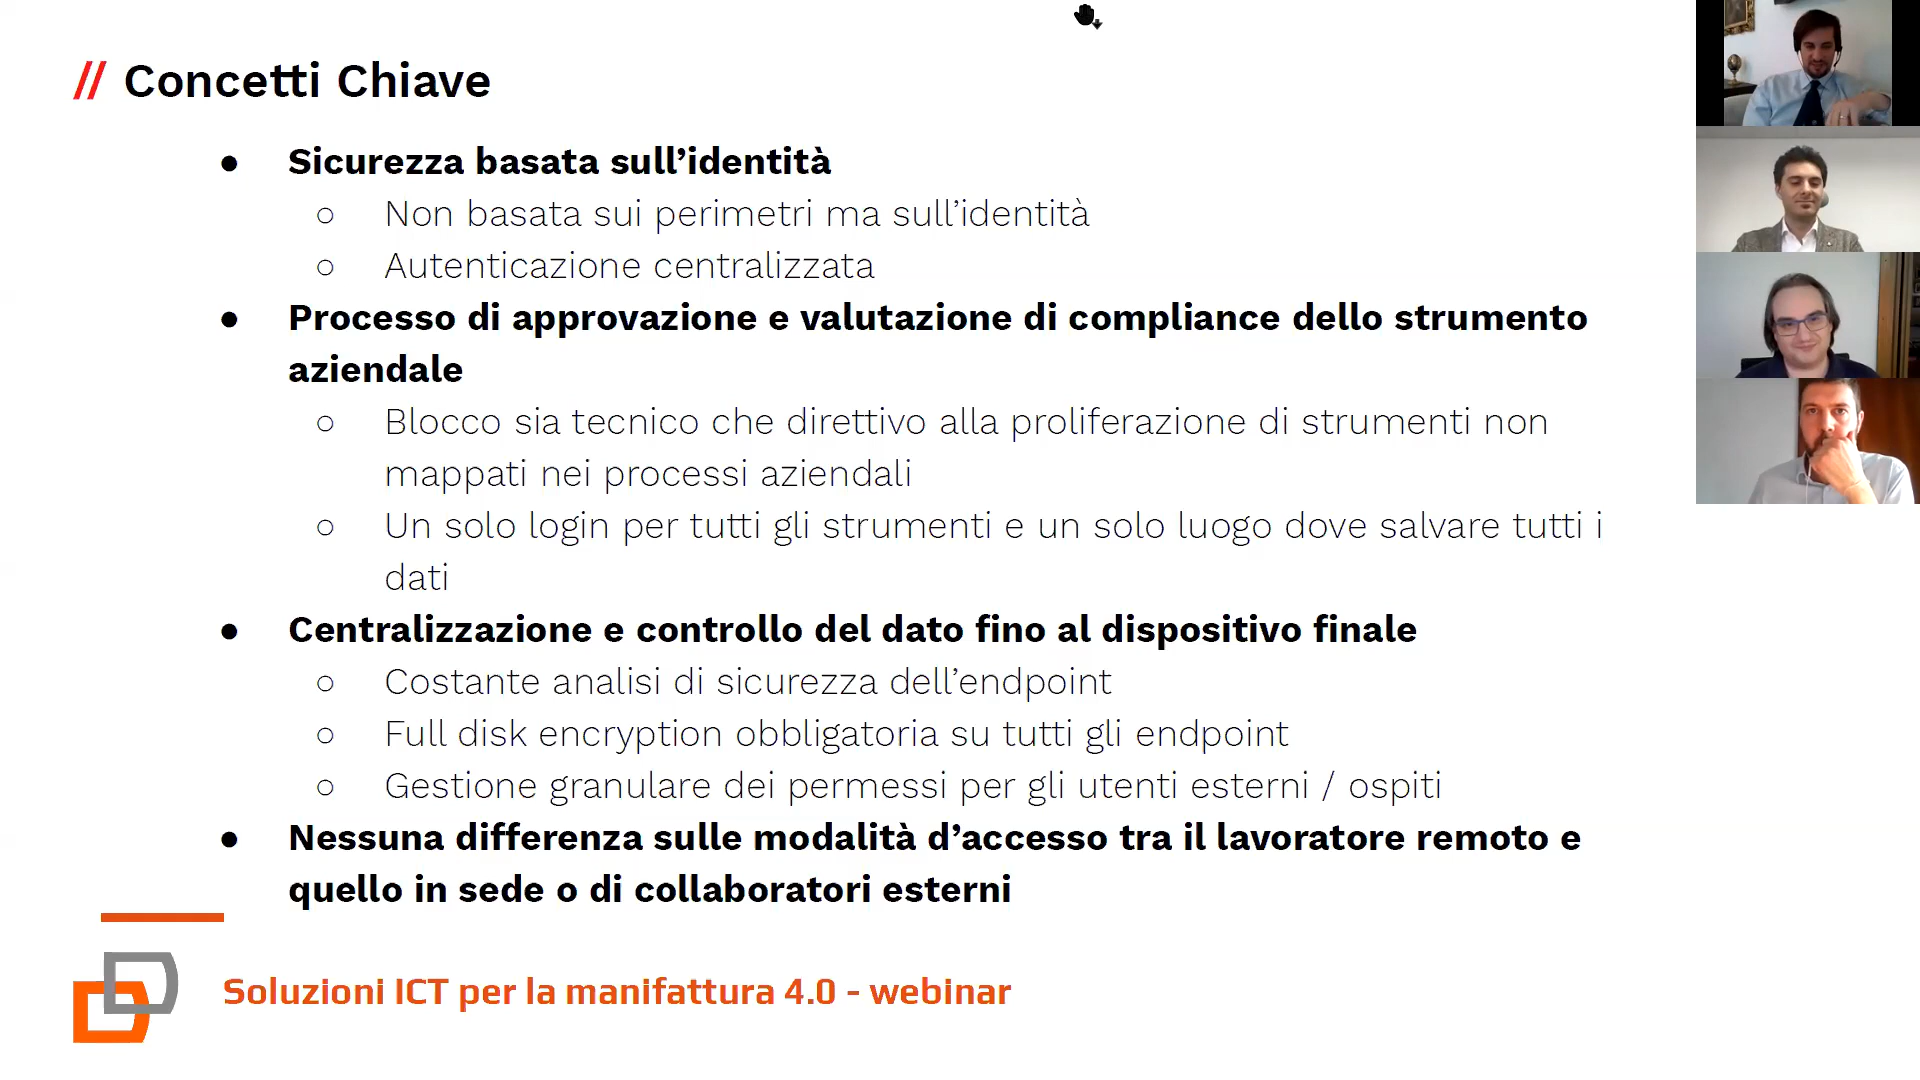 // Concetti Chiave
● Sicurezza basata sull’identità
○ Non basata sui perimetri ma sull’identità
○ Autenticazione centralizzata
● Processo di approvazione e valutazione di compliance dello strumento
aziendale
○ Blocco sia tecnico che direttivo alla proliferazione di strumenti non
mappati nei processi aziendali
○ Un solo login per tutti gli strumenti e un solo luogo dove salvare tutti i
dati
● Centralizzazione e controllo del dato fino al dispositivo finale
○ Costante analisi di sicurezza dell’endpoint
○ Full disk encryption obbligatoria su tutti gli endpoint
○ Gestione granulare dei permessi per gli utenti esterni / ospiti
● Nessuna differenza sulle modalità d’accesso tra il lavoratore remoto e
quello in sede o di collaboratori esterni
Soluzioni ICT per la manifattura 4.0 - webinar